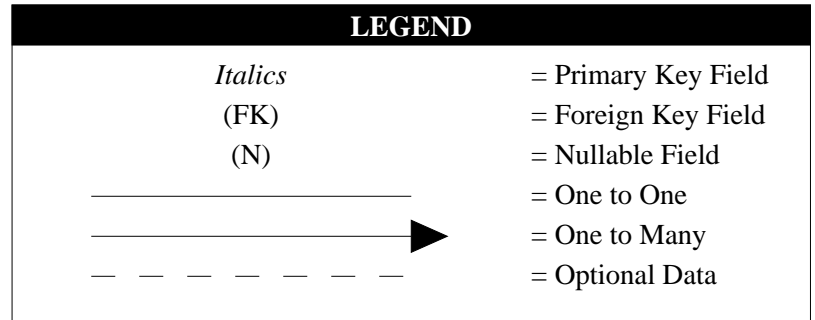 LEGEND
Italics = Primary Key Field
(FK) = Foreign Key Field
(N) = Nullable Field
= One to One
= One to Many
= Optional Data